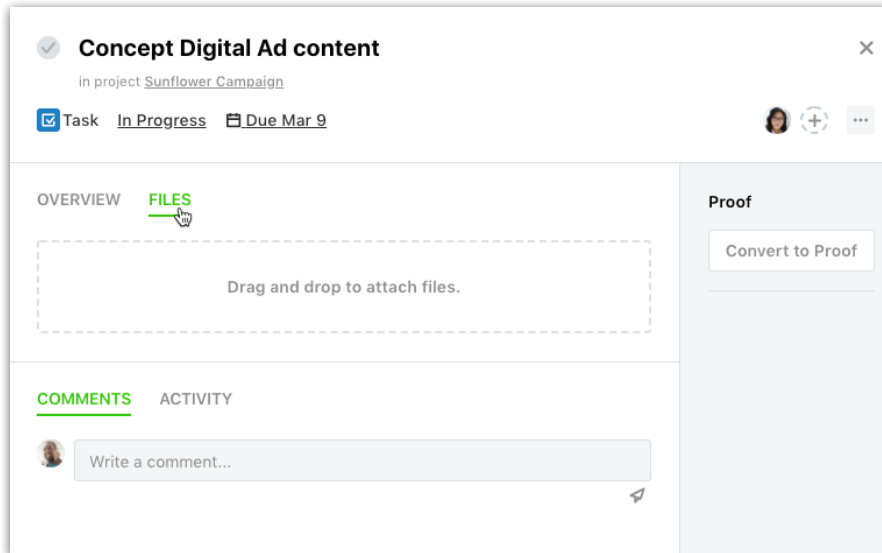 Concept Digital Ad content
in project Sunflower Campaign
Task In Progress Due Mar 9
OVERVIEW FILES
Proof
Convert to Proof
Drag and drop to attach files.
COMMENTS ACTIVITY
Write a comment...